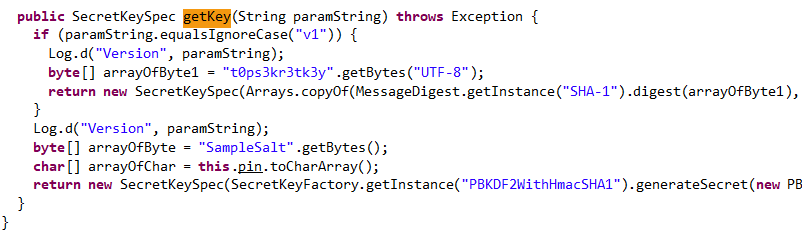 public SecretKeySpec getKey(String paramString) throws Exception {
if (paramString.equalsIgnoreCase("v1")) {
Log.d("Version", paramString);
byte[] arrayOfByte1 = "t0ps3kr3tk3y".getBytes("UTF-8");
return new SecretKeySpec(Arrays.copyOf(MessageDigest.getInstance("SHA-1").digest(arrayOfByte1),
}
Log.d("Version", paramString);
byte[] arrayOfByte = "SampleSalt".getBytes();
char[] arrayOfChar = this.pin.toCharArray();
return new SecretKeySpec(SecretKeyFactory.getInstance("PBKDF2WithHmacSHA1").generateSecret(new PB
}
}